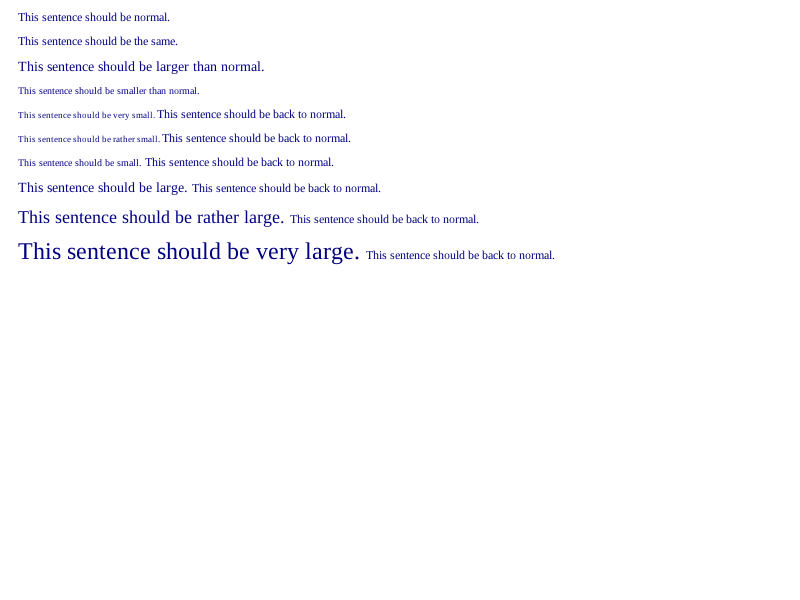 This sentence should be normal.
This sentence should be the same.
This sentence should be larger than normal.
This sentence should be smaller than normal.
This sentence should be very small. This sentence should be back to normal.
This sentence should be rather small. This sentence should be back to normal.
This sentence should be small. This sentence should be back to normal.
This sentence should be large. This sentence should be back to normal.
This sentence should be rather large. This sentence should be back to normal.
This sentence should be very large. This sentence should be back to normal.